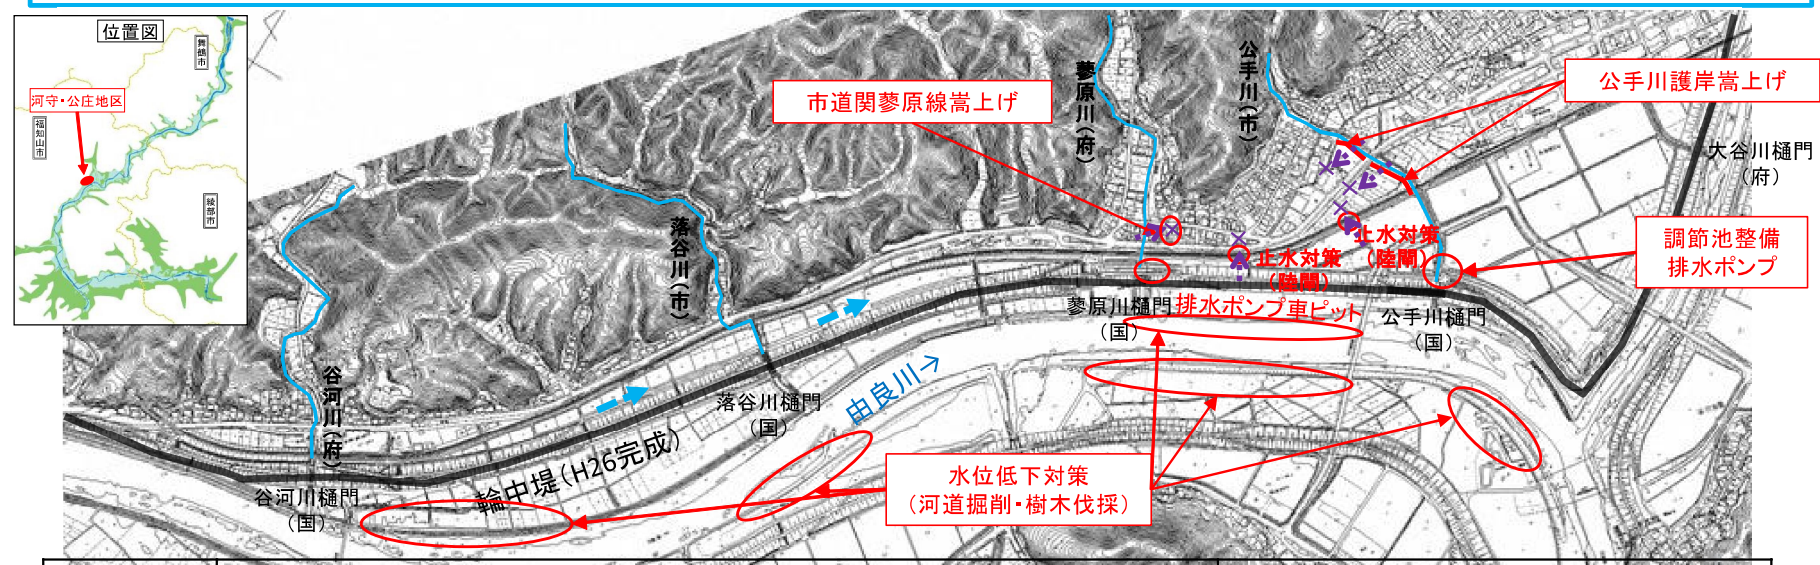 位置図
舞鶴市
河守・公庄地区
福知山市
綾部市
市道関蓼原線嵩上げ
蓼原川(府)
公手川(市)
公手川護岸嵩上げ
大谷川樋門
(府)
落谷川(市)
止水対策
(陸閘)
止水対策
(陸閘)
調節池整備
排水ポンプ
蓼原川樋門
(国)
排水ポンプ車ピット
公手川樋門
(国)
谷河川(府)
落谷川樋門
(国)
由良川→
輪中堤(H26完成)
谷河川樋門
(国)
水位低下対策
(河道掘削・樹木伐採)